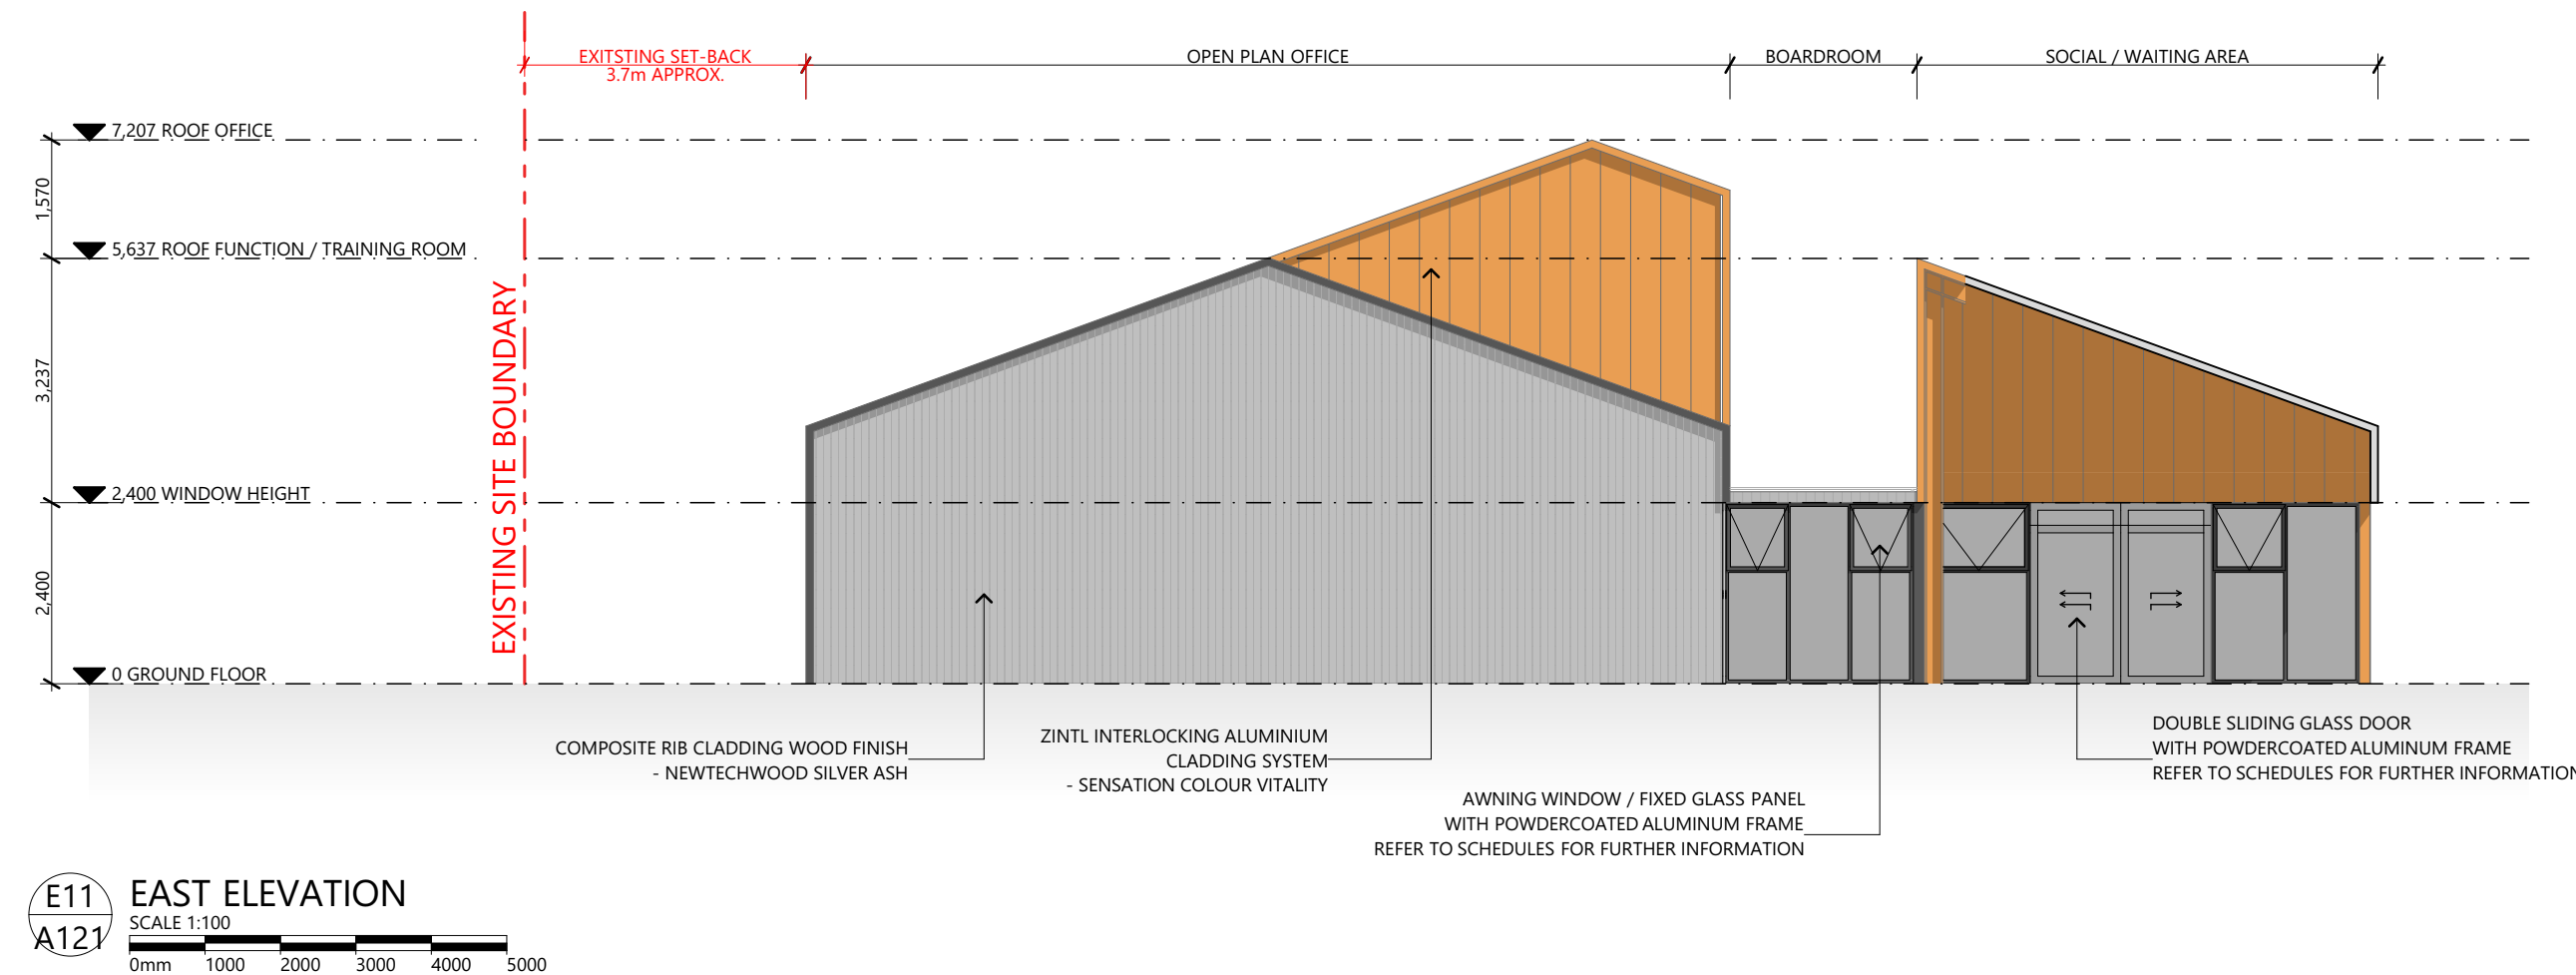 EXITSTING SET-BACK
3.7m APPROX.
OPEN PLAN OFFICE
BOARDROOM
SOCIAL / WAITING AREA
7,207 ROOF OFFICE
1,570
5,637 ROOF FUNCTION / TRAINING ROOM
EXISTING SITE BOUNDARY
3,237
2,400 WINDOW HEIGHT
2,400
0 GROUND FLOOR
COMPOSITE RIB CLADDING WOOD FINISH
- NEWTECHWOOD SILVER ASH
ZINTL INTERLOCKING ALUMINIUM
CLADDING SYSTEM
- SENSATION COLOUR VITALITY
AWNING WINDOW / FIXED GLASS PANEL
WITH POWDERCOATED ALUMINUM FRAME
REFER TO SCHEDULES FOR FURTHER INFORMATION
DOUBLE SLIDING GLASS DOOR
WITH POWDERCOATED ALUMINUM FRAME
REFER TO SCHEDULES FOR FURTHER INFORMATION
E11
A121
EAST ELEVATION
SCALE 1:100
0mm 1000 2000 3000 4000 5000